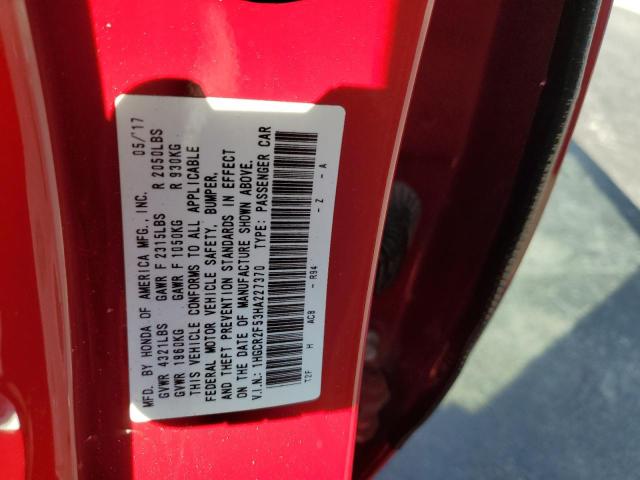 MFD. BY HONDA OF AMERICA MFG., INC. 05/17
GVWR 4321LBS GAWR F 2315LBS R 2050LBS
GVWR 1960KG GAWR F 1050KG R 930KG
THIS VEHICLE CONFORMS TO ALL APPLICABLE
FEDERAL MOTOR VEHICLE SAFETY, BUMPER,
AND THEFT PREVENTION STANDARDS IN EFFECT
ON THE DATE OF MANUFACTURE SHOWN ABOVE.
V.I.N.: 1HGCR2F53HA227370 TYPE: PASSENGER CAR
T2F H AC8 - R94 - Z - A